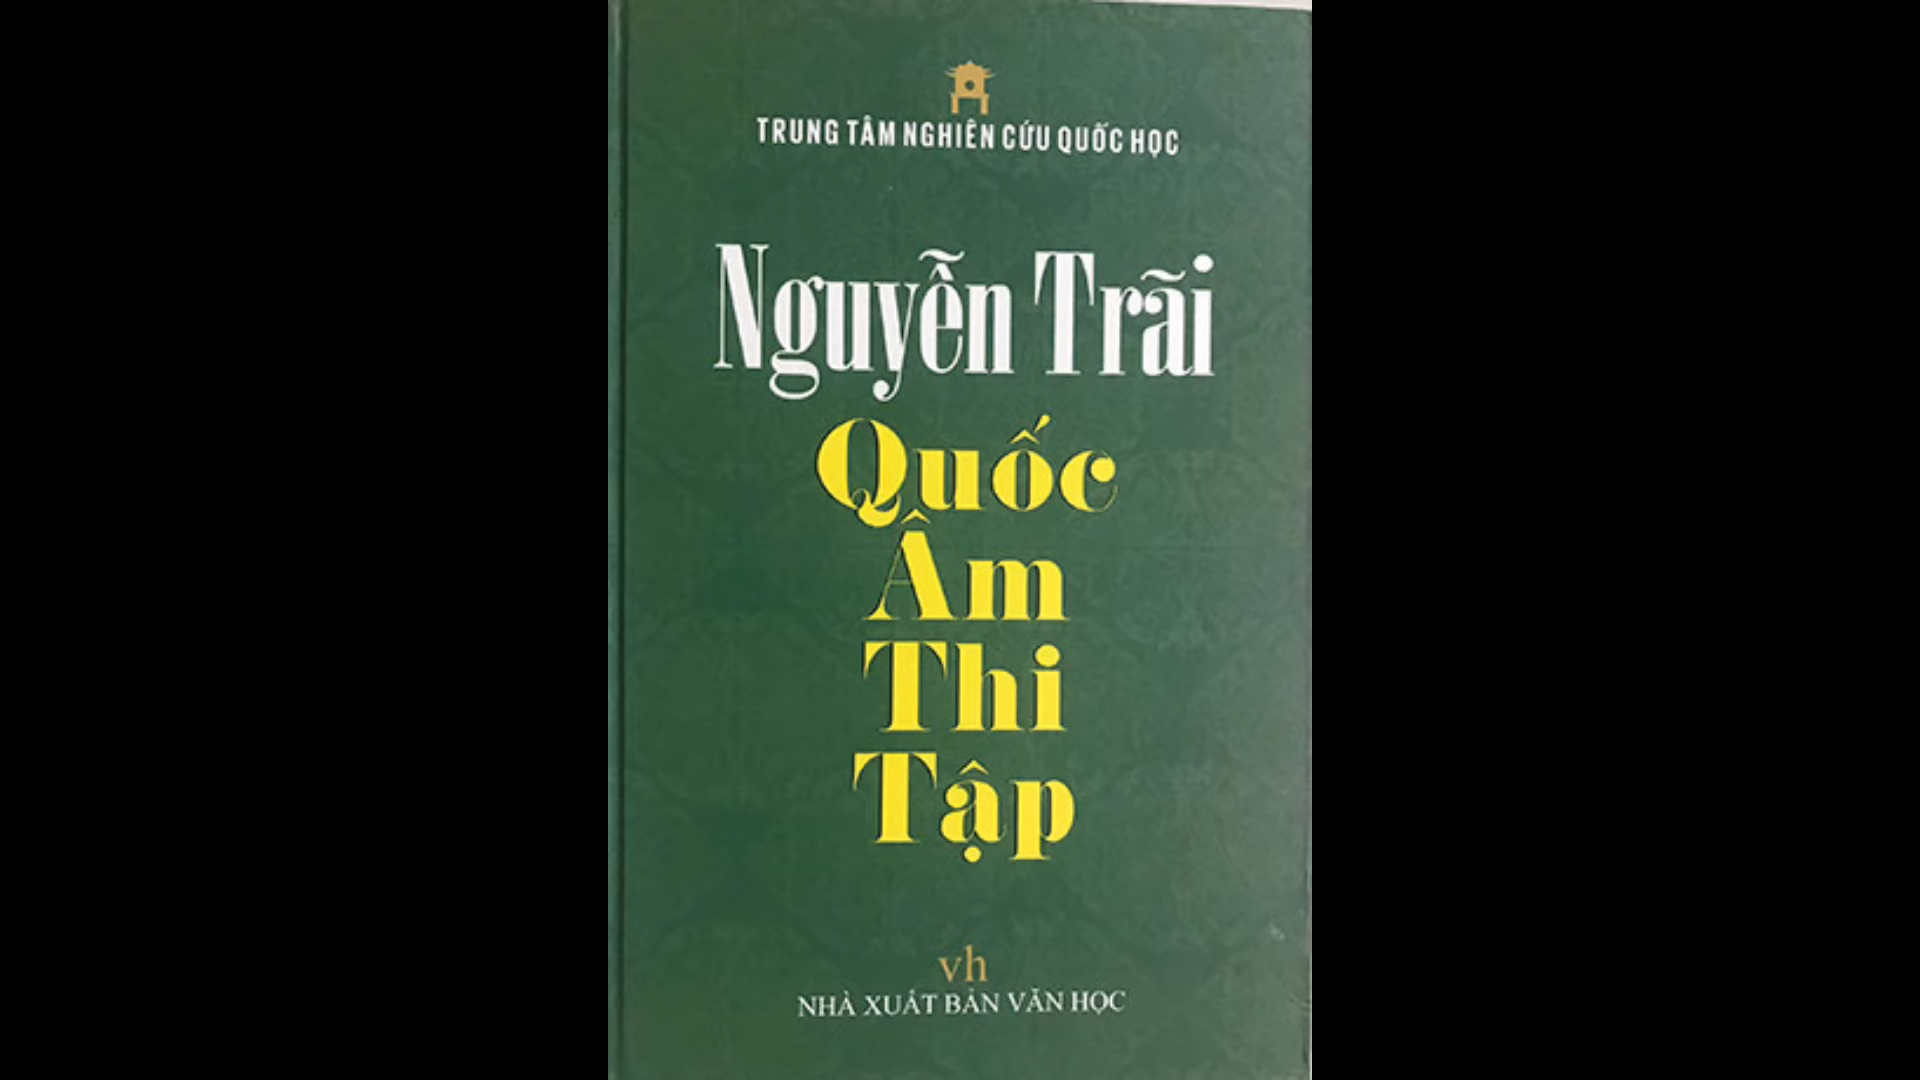 TRUNG TÂM NGHIÊN CỨU QUỐC HỌC
Nguyễn Trãi
Quốc
Âm
Thi
Tập
vh
NHÀ XUẤT BẢN VĂN HỌC